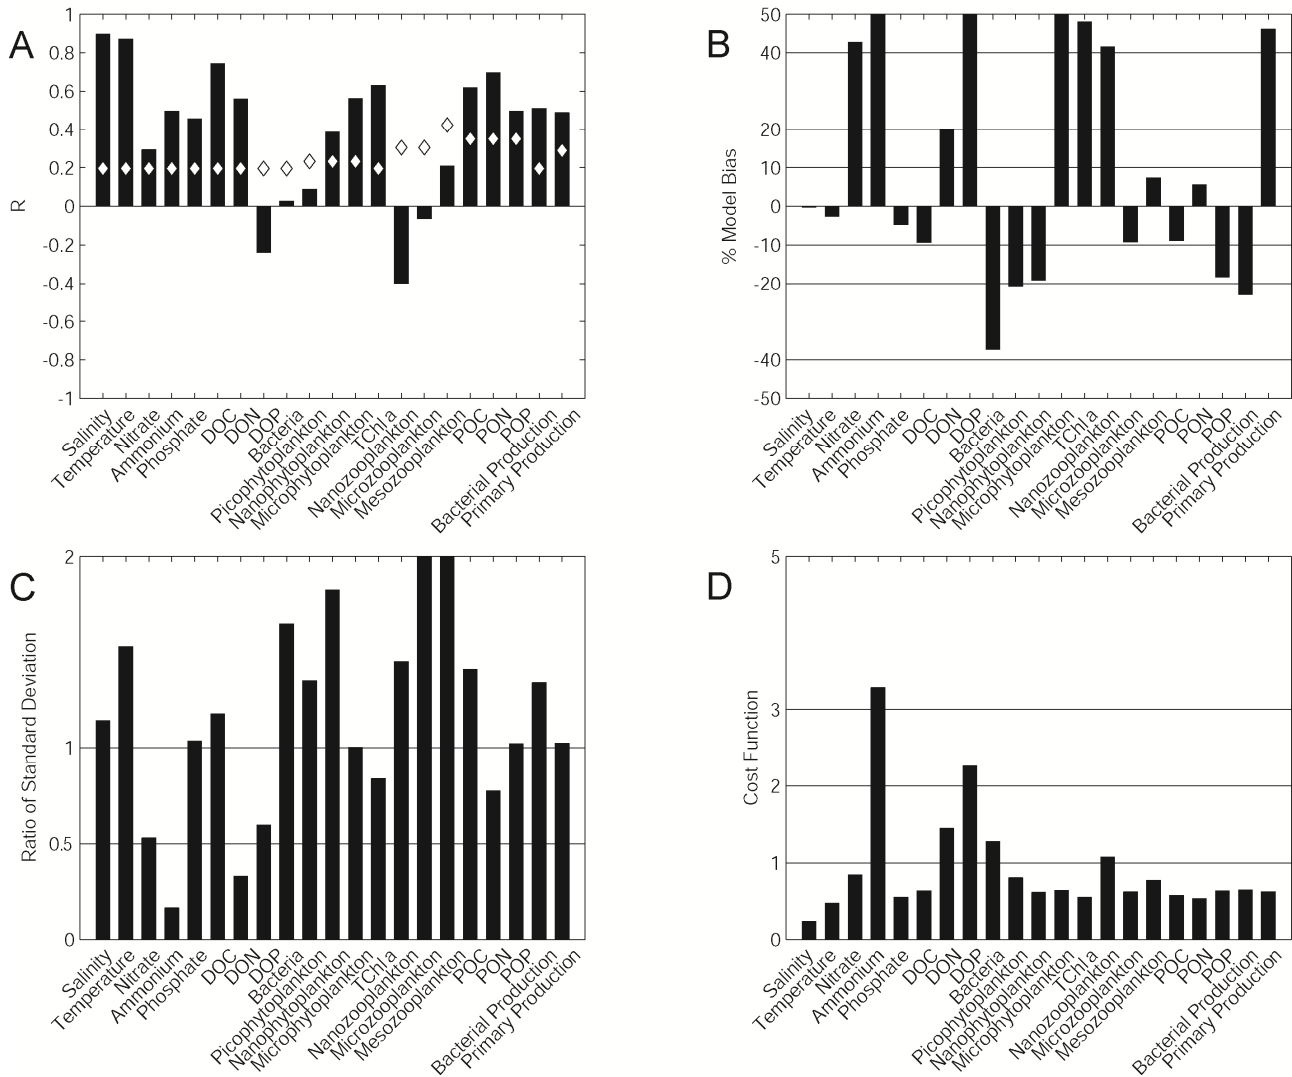 A
R
1
0.8
0.6
0.4
0.2
0
-0.2
-0.4
-0.6
-0.8
-1
Salinity
Temperature
Nitrate
Ammonium
Phosphate
DOC
DON
DOP
Bacteria
Picophytoplankton
Nanophytoplankton
Microphytoplankton
TChl.a
Nanozooplankton
Microzooplankton
Mesozooplankton
POC
PON
POP
Bacterial Production
Primary Production
B
% Model Bias
50
40
20
10
0
-10
-20
-40
-50
Salinity
Temperature
Nitrate
Ammonium
Phosphate
DOC
DON
DOP
Bacteria
Picophytoplankton
Nanophytoplankton
Microphytoplankton
TChl.a
Nanozooplankton
Microzooplankton
Mesozooplankton
POC
PON
POP
Bacterial Production
Primary Production
C
Ratio of Standard Deviation
2
1
0.5
0
Salinity
Temperature
Nitrate
Ammonium
Phosphate
DOC
DON
DOP
Bacteria
Picophytoplankton
Nanophytoplankton
Microphytoplankton
TChl.a
Nanozooplankton
Microzooplankton
Mesozooplankton
POC
PON
POP
Bacterial Production
Primary Production
D
Cost Function
5
3
2
1
0
Salinity
Temperature
Nitrate
Ammonium
Phosphate
DOC
DON
DOP
Bacteria
Picophytoplankton
Nanophytoplankton
Microphytoplankton
TChl.a
Nanozooplankton
Microzooplankton
Mesozooplankton
POC
PON
POP
Bacterial Production
Primary Production